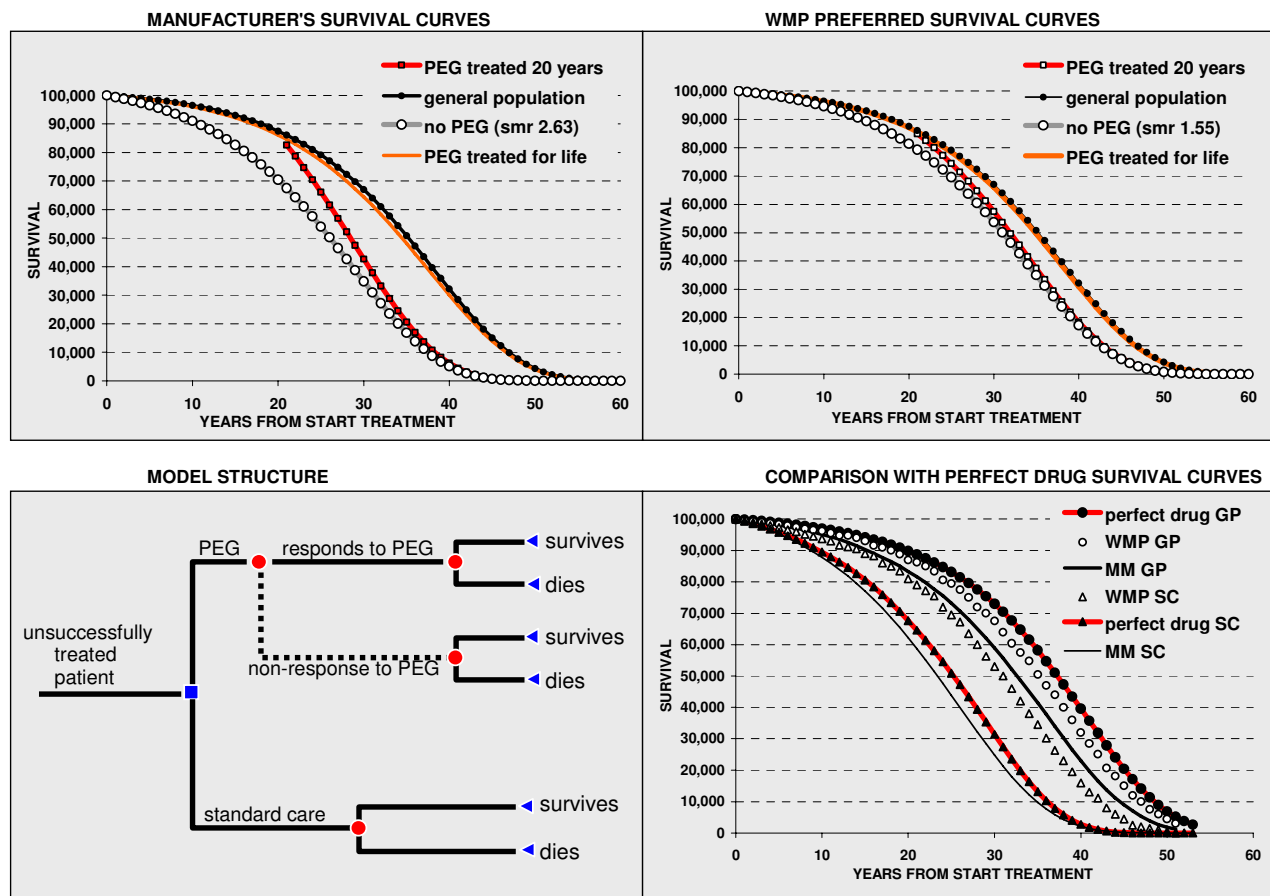 MANUFACTURER'S SURVIVAL CURVES
PEG treated 20 years
general population
no PEG (smr 2.63)
PEG treated for life
100,000
90,000
80,000
70,000
60,000
50,000
40,000
30,000
20,000
10,000
0
SURVIVAL
0 10 20 30 40 50 60
YEARS FROM START TREATMENT
WMP PREFERRED SURVIVAL CURVES
PEG treated 20 years
general population
no PEG (smr 1.55)
PEG treated for life
100,000
90,000
80,000
70,000
60,000
50,000
40,000
30,000
20,000
10,000
0
SURVIVAL
0 10 20 30 40 50 60
YEARS FROM START TREATMENT
MODEL STRUCTURE
unsuccessfully
treated
patient
PEG
responds to PEG
survives
dies
non-response to PEG
survives
dies
standard care
survives
dies
COMPARISON WITH PERFECT DRUG SURVIVAL CURVES
perfect drug GP
WMP GP
MM GP
WMP SC
perfect drug SC
MM SC
100,000
90,000
80,000
70,000
60,000
50,000
40,000
30,000
20,000
10,000
0
SURVIVAL
0 10 20 30 40 50 60
YEARS FROM START TREATMENT